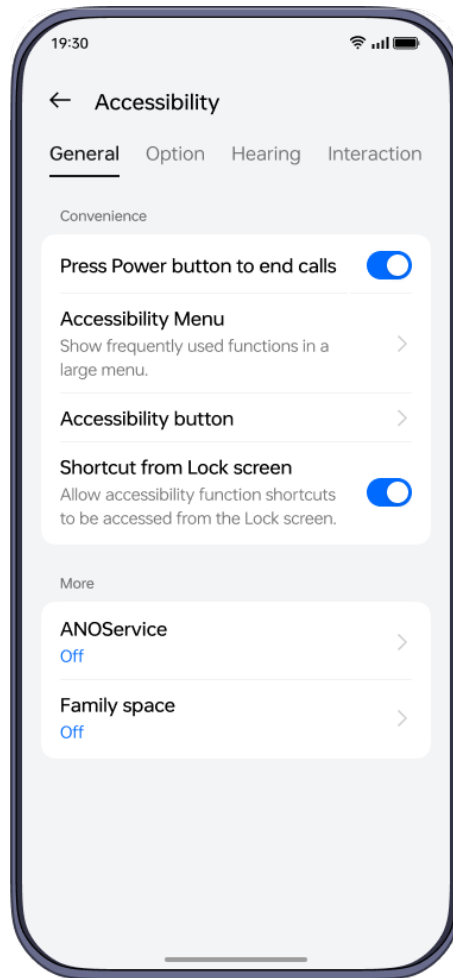 19:30
Accessibility
General Option Hearing Interaction
Convenience
Press Power button to end calls
Accessibility Menu
Show frequently used functions in a
large menu.
Accessibility button
Shortcut from Lock screen
Allow accessibility function shortcuts
to be accessed from the Lock screen.
More
ANOService
Off
Family space
Off